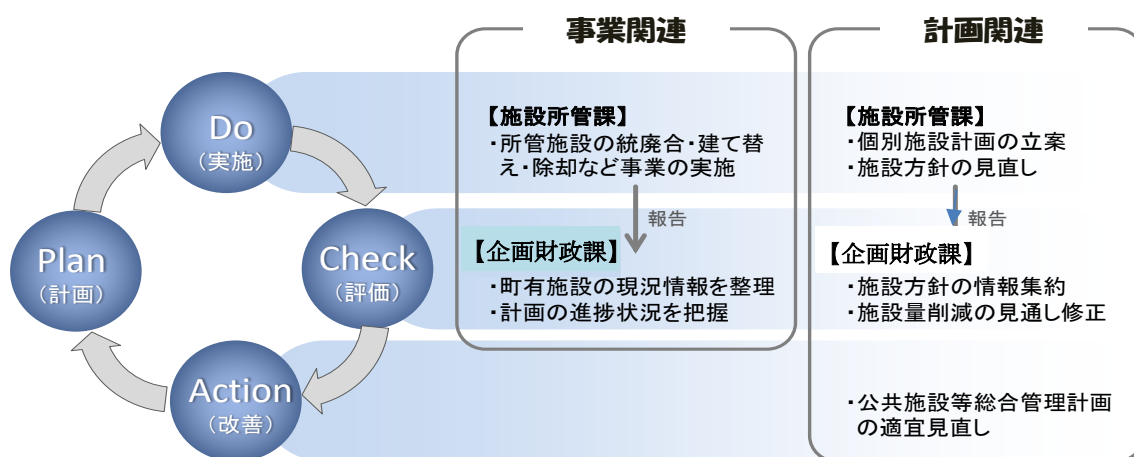 事業関連
計画関連
Do
（実施）
【施設所管課】
・所管施設の統廃合・建て替
え・除却など事業の実施
【施設所管課】
・個別施設計画の立案
・施設方針の見直し
報告
報告
Plan
（計画）
Check
（評価）
【企画財政課】
・町有施設の現況情報を整理
・計画の進捗状況を把握
【企画財政課】
・施設方針の情報集約
・施設量削減の見通し修正
Action
（改善）
・公共施設等総合管理計画
の適宜見直し